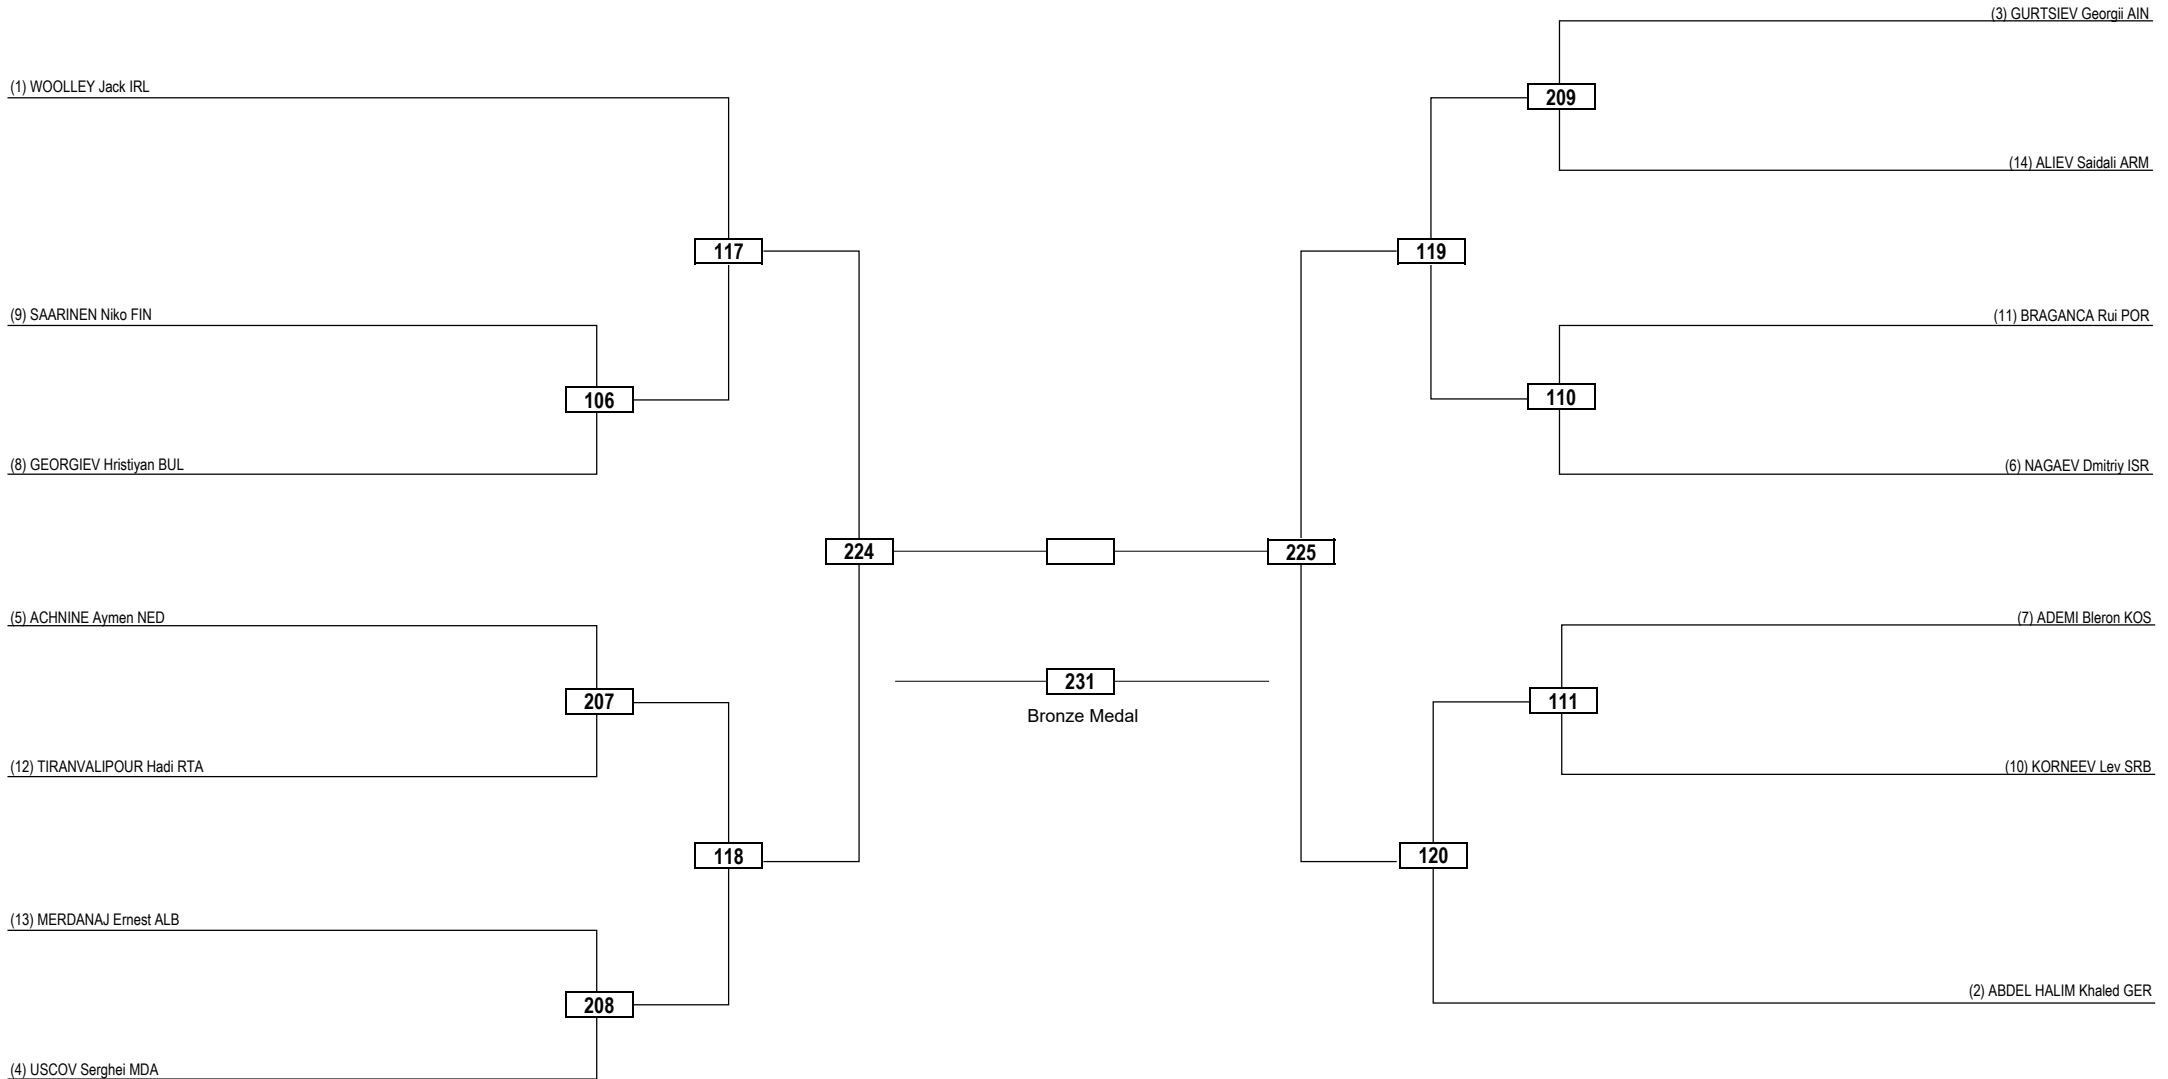 (3) GURTSIEV Georgii AIN
(1) WOOLLEY Jack IRL
209
(14) ALIEV Saidali ARM
117
119
(9) SAARINEN Niko FIN
(11) BRAGANCA Rui POR
106
110
(8) GEORGIEV Hristiyan BUL
(6) NAGAEV Dmitriy ISR
224
225
(5) ACHNINE Aymen NED
(7) ADEMI Bleron KOS
231
207
111
Bronze Medal
(12) TIRANVALIPOUR Hadi RTA
(10) KORNEEV Lev SRB
118
120
(13) MERDANAJ Ernest ALB
(2) ABDEL HALIM Khaled GER
208
(4) USCOV Serghei MDA